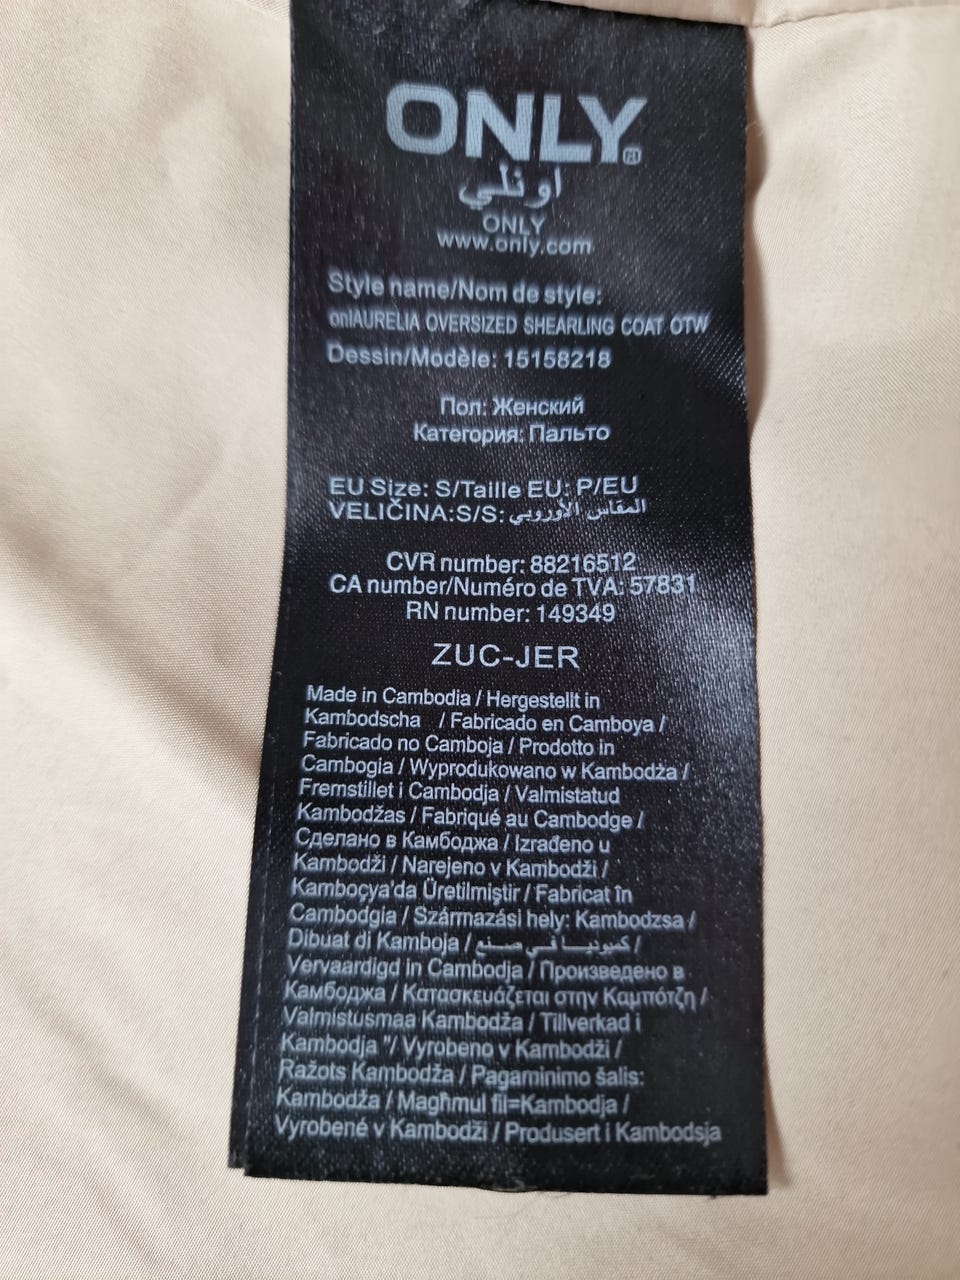 ONLY®
اونلي
ONLY
www.only.com
Style name/Nom de style:
onlAURELIA OVERSIZED SHEARLING COAT OTW
Dessin/Modèle: 15158218
Пол: Женский
Категория: Пальто
EU Size: S/Taille EU: P/EU
VELIČINA:S/S: المقاس الأوروبي
CVR number: 88216512
CA number/Numéro de TVA: 57831
RN number: 149349
ZUC-JER
Made in Cambodia / Hergestellt in
Kambodscha / Fabricado en Camboya /
Fabricado no Camboja / Prodotto in
Cambogia / Wyprodukowano w Kambodża /
Fremstillet i Cambodja / Valmistatud
Kambodžas / Fabriqué au Cambodge /
Сделано в Камбоджа / Izrađeno u
Kambodži / Narejeno v Kambodži /
Kamboçya'da Üretilmiştir / Fabricat în
Cambodgia / Származási hely: Kambodzsa /
Dibuat di Kamboja / كمبوديا في صنع /
Vervaardigd in Cambodja / Произведено в
Камбоджа / Κατασκευάζεται στην Καμπότζη /
Valmistusmaa Kambodža / Tillverkad i
Kambodja "/ Vyrobeno v Kambodži /
Ražots Kambodža / Pagaminimo šalis:
Kambodža / Magħmul fil=Kambodja /
Vyrobené v Kambodži / Produsert i Kambodsja